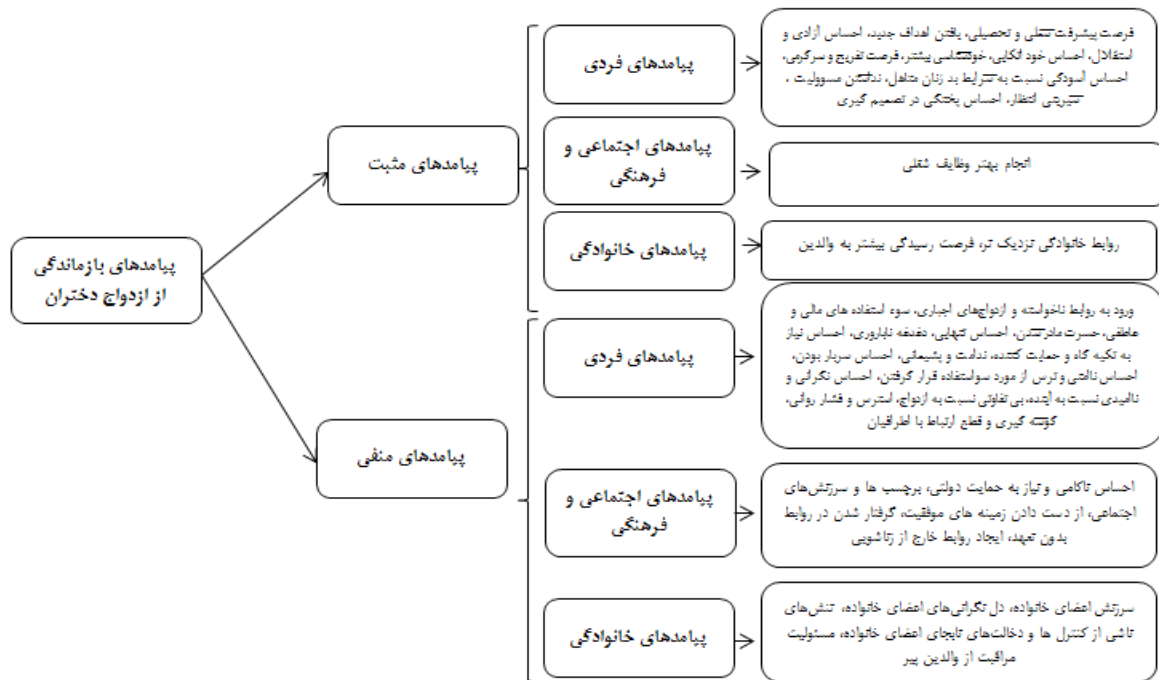 پیامدهای بازماندگی
از ازدواج دختران
پیامدهای مثبت
پیامدهای فردی
فرصت پیشرفت شغلی و تحصیلی، یافتن اهداف جدید، احساس آزادی و
استقلال، احساس خود اتکایی، خودشناسی بیشتر، فرصت تفریح و سرگرمی،
احساس آسودگی نسبت به شرایط بد زنان متاهل، نداشتن مسوولیت ،
شیرینی انتظار، احساس پختگی در تصمیم گیری
پیامدهای اجتماعی و
فرهنگی
انجام بهتر وظایف شغلی
پیامدهای خانوادگی
روابط خانوادگی نزدیک تر، فرصت رسیدگی بیشتر به والدین
پیامدهای منفی
پیامدهای فردی
ورود به روابط ناخواسته و ازدواج‌های اجباری، سوء استفاده های مالی و
عاطفی، حسرت مادرشدن، احساس تنهایی، دغدغه ناباروری، احساس نیاز
به تکیه گاه و حمایت کننده، ندامت و پشیمانی، احساس سربار بودن،
احساس ناامنی و ترس از مورد سواستفاده قرار گرفتن، احساس نگرانی و
ناامیدی نسبت به آینده، بی تفاوتی نسبت به ازدواج، استرس و فشار روانی،
گوشه گیری و قطع ارتباط با اطرافیان
پیامدهای اجتماعی و
فرهنگی
احساس ناکامی و نیاز به حمایت دولتی، برچسب ها و سرزنش‌های
اجتماعی، از دست دادن زمینه های موفقیت، گرفتار شدن در روابط
بدون تعهد، ایجاد روابط خارج از زناشویی
پیامدهای خانوادگی
سرزنش اعضای خانواده، دل نگرانی‌های اعضای خانواده، تنش‌های
ناشی از کنترل ها و دخالت‌های نابجای اعضای خانواده، مسئولیت
مراقبت از والدین پیر